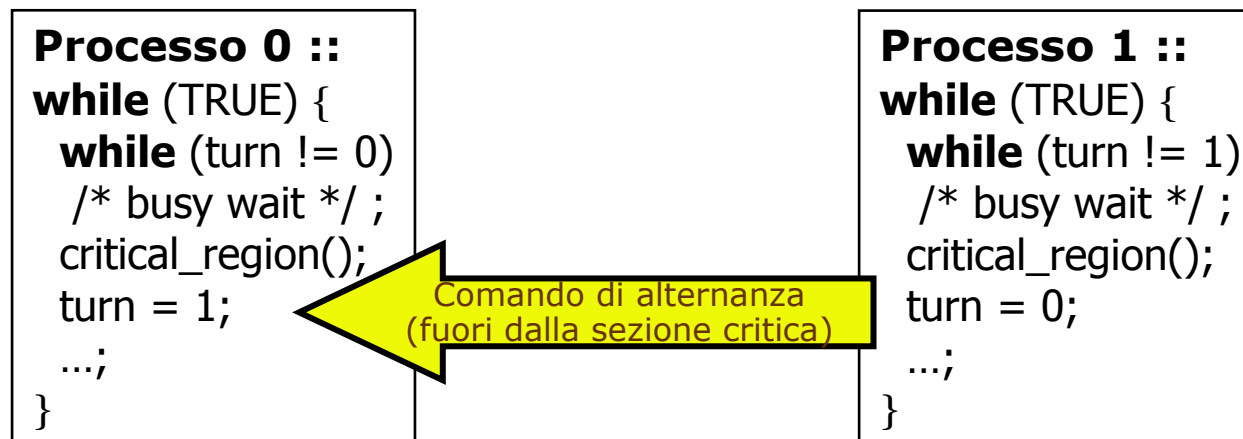 Processo 0 ::
while (TRUE) {
while (turn != 0)
/* busy wait */ ;
critical_region();
turn = 1;
...;
}
Comando di alternanza
(fuori dalla sezione critica)
Processo 1 ::
while (TRUE) {
while (turn != 1)
/* busy wait */ ;
critical_region();
turn = 0;
...;
}